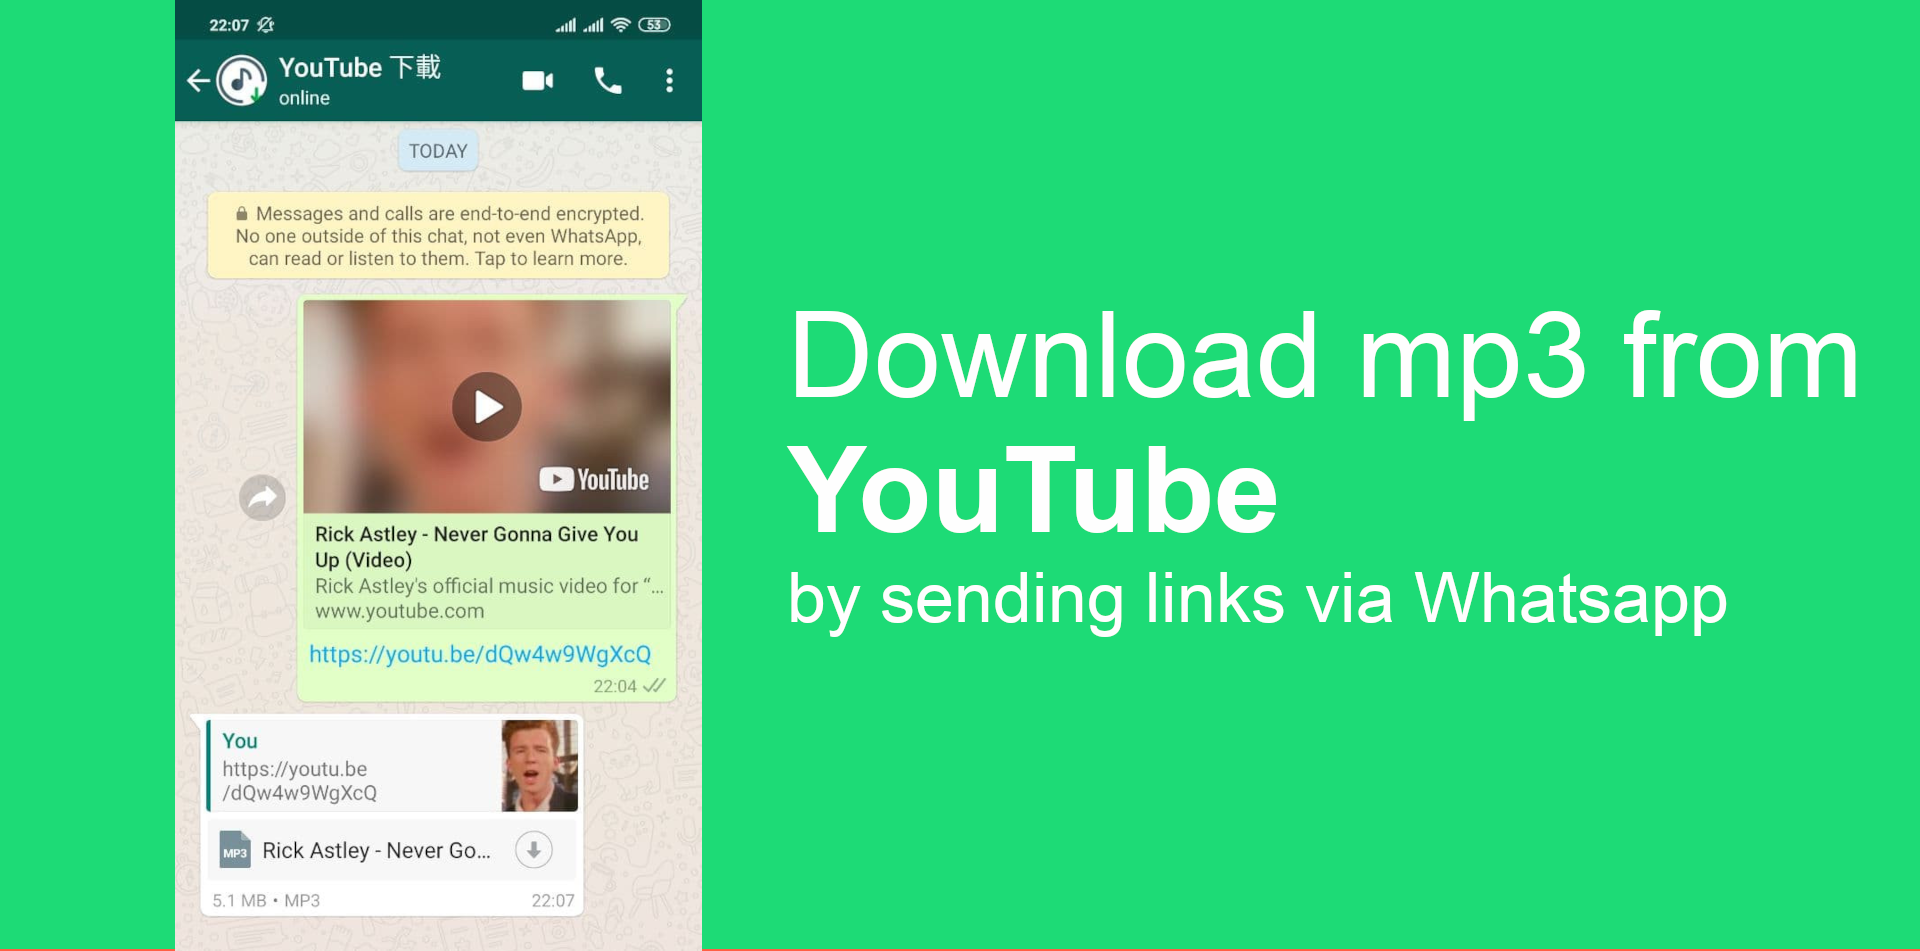 22:07
53
YouTube 下載
online
TODAY
Messages and calls are end-to-end encrypted.
No one outside of this chat, not even WhatsApp,
can read or listen to them. Tap to learn more.
YouTube
Rick Astley - Never Gonna Give You
Up (Video)
Rick Astley's official music video for “...
www.youtube.com
https://youtu.be/dQw4w9WgXcQ
22:04
You
https://youtu.be
/dQw4w9WgXcQ
MP3
Rick Astley - Never Go...
5.1 MB • MP3
22:07
Download mp3 from
YouTube
by sending links via Whatsapp